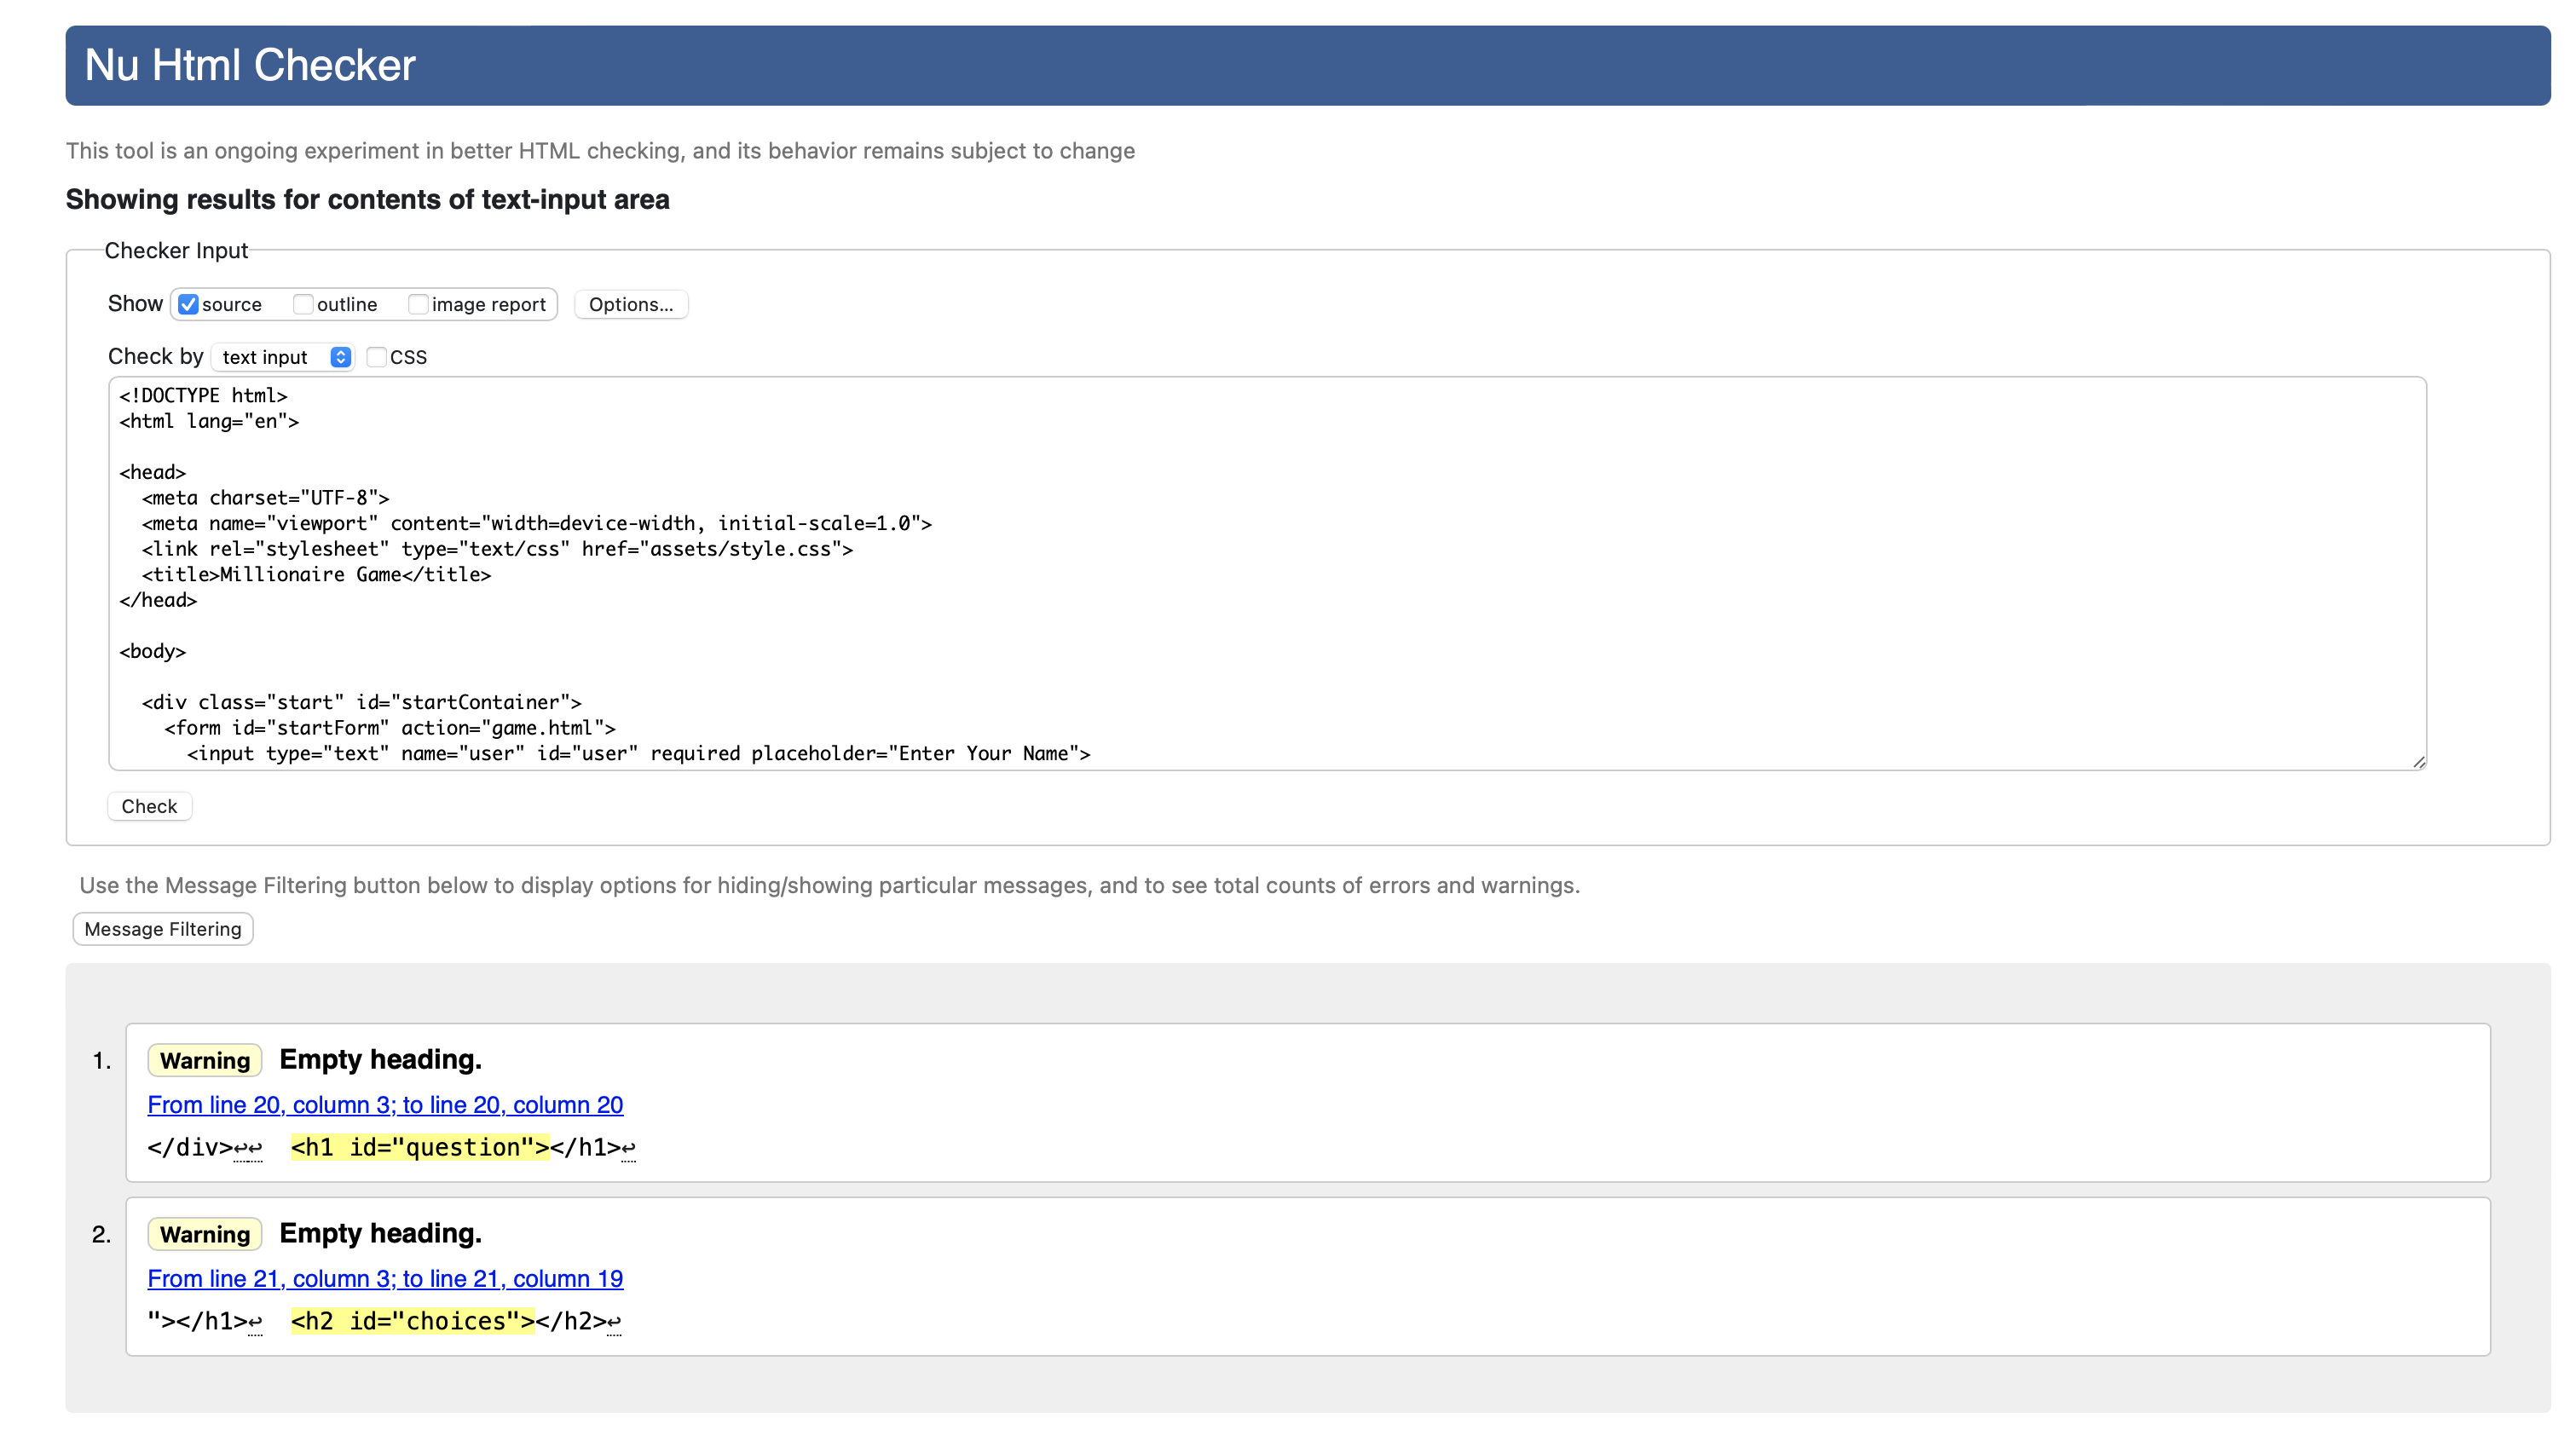 Nu Html Checker
This tool is an ongoing experiment in better HTML checking, and its behavior remains subject to change
Showing results for contents of text-input area
Checker Input
Show source outline image report Options...
Check by text input CSS
<!DOCTYPE html>
<html lang="en">
<head>
<meta charset="UTF-8">
<meta name="viewport" content="width=device-width, initial-scale=1.0">
<link rel="stylesheet" type="text/css" href="assets/style.css">
<title>Millionaire Game</title>
</head>
<body>
<div class="start" id="startContainer">
<form id="startForm" action="game.html">
<input type="text" name="user" id="user" required placeholder="Enter Your Name">
Check
Use the Message Filtering button below to display options for hiding/showing particular messages, and to see total counts of errors and warnings.
Message Filtering
1. Warning Empty heading.
From line 20, column 3; to line 20, column 20
</div>↩↩ <h1 id="question"></h1>↩
2. Warning Empty heading.
From line 21, column 3; to line 21, column 19
"></h1>↩ <h2 id="choices"></h2>↩